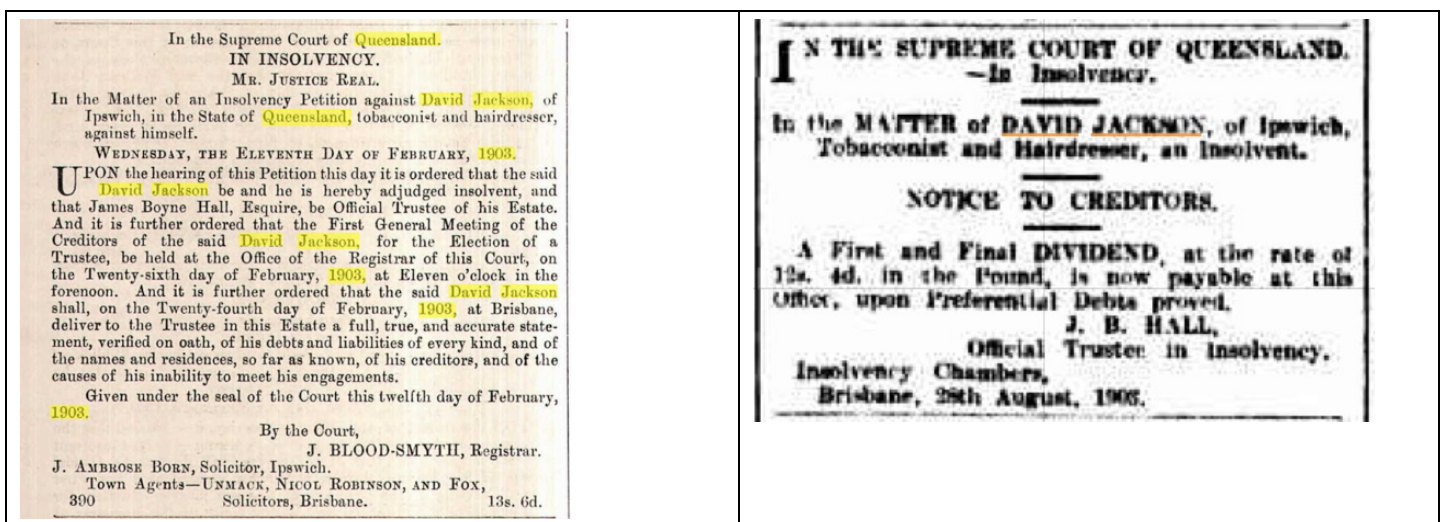 In the Supreme Court of Queensland.
IN INSOLVENCY.
MR. JUSTICE REAL.
In the Matter of an Insolvency Petition against David Jackson, of
Ipswich, in the State of Queensland, tobacconist and hairdresser,
against himself.
WEDNESDAY, THE ELEVENTH DAY OF FEBRUARY, 1903.
UPON the hearing of this Petition this day it is ordered that the said
David Jackson be and he is hereby adjudged insolvent, and
that James Boyne Hall, Esquire, be Official Trustee of his Estate.
And it is further ordered that the First General Meeting of the
Creditors of the said David Jackson, for the Election of a
Trustee, be held at the Office of the Registrar of this Court, on
the Twenty-sixth day of February, 1903, at Eleven o'clock in the
forenoon. And it is further ordered that the said David Jackson
shall, on the Twenty-fourth day of February, 1903, at Brisbane,
deliver to the Trustee in this Estate a full, true, and accurate state-
ment, verified on oath, of his debts and liabilities of every kind, and of
the names and residences, so far as known, of his creditors, and of the
causes of his inability to meet his engagements.
Given under the seal of the Court this twelfth day of February,
1903.
By the Court,
J. BLOOD-SMYTH, Registrar.
J. AMBROSE BORN, Solicitor, Ipswich.
Town Agents—UNMACK, NICOL ROBINSON, AND FOX,
390 Solicitors, Brisbane. 13s. 6d.
IN THE SUPREME COURT OF QUEENSLAND.
—In Insolvency.
In the MATTER of DAVID JACKSON, of Ipswich,
Tobacconist and Hairdresser, an Insolvent.
NOTICE TO CREDITORS.
A First and Final DIVIDEND, at the rate of
12s. 4d. in the Pound, is now payable at this
Office, upon Preferential Debts proved.
J. B. HALL,
Official Trustee in Insolvency.
Insolvency Chambers,
Brisbane, 28th August, 1903.